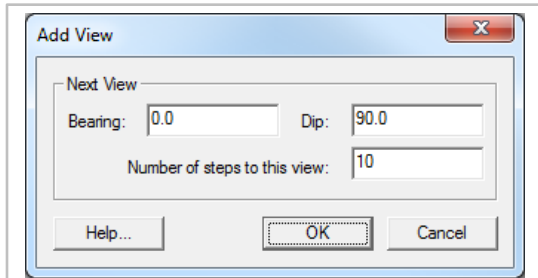 Add View
Next View
Bearing: 0.0 Dip: 90.0
Number of steps to this view: 10
Help... OK Cancel